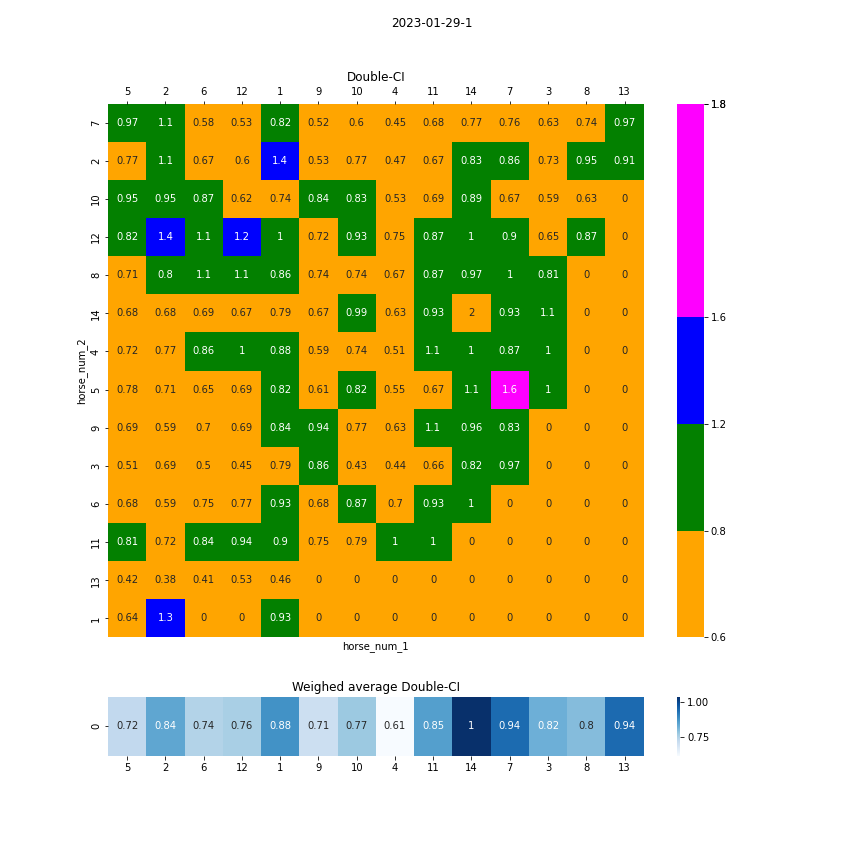 2023-01-29-1
Double-CI
5 2 6 12 1 9 10 4 11 14 7 3 8 13
7 0.97 1.1 0.58 0.53 0.82 0.52 0.6 0.45 0.68 0.77 0.76 0.63 0.74 0.97
2 0.77 1.1 0.67 0.6 1.4 0.53 0.77 0.47 0.67 0.83 0.86 0.73 0.95 0.91
10 0.95 0.95 0.87 0.62 0.74 0.84 0.83 0.53 0.69 0.89 0.67 0.59 0.63 0
12 0.82 1.4 1.1 1.2 1 0.72 0.93 0.75 0.87 1 0.9 0.65 0.87 0
8 0.71 0.8 1.1 1.1 0.86 0.74 0.74 0.67 0.87 0.97 1 0.81 0 0
14 0.68 0.68 0.69 0.67 0.79 0.67 0.99 0.63 0.93 2 0.93 1.1 0 0
4 0.72 0.77 0.86 1 0.88 0.59 0.74 0.51 1.1 1 0.87 1 0 0
5 0.78 0.71 0.65 0.69 0.82 0.61 0.82 0.55 0.67 1.1 1.6 1 0 0
9 0.69 0.59 0.7 0.69 0.84 0.94 0.77 0.63 1.1 0.96 0.83 0 0 0
3 0.51 0.69 0.5 0.45 0.79 0.86 0.43 0.44 0.66 0.82 0.97 0 0 0
6 0.68 0.59 0.75 0.77 0.93 0.68 0.87 0.7 0.93 1 0 0 0 0
11 0.81 0.72 0.84 0.94 0.9 0.75 0.79 1 1 0 0 0 0 0
13 0.42 0.38 0.41 0.53 0.46 0 0 0 0 0 0 0 0 0
1 0.64 1.3 0 0 0.93 0 0 0 0 0 0 0 0 0
horse_num_2
horse_num_1
1.8
1.6
1.2
0.8
0.6
Weighed average Double-CI
0 0.72 0.84 0.74 0.76 0.88 0.71 0.77 0.61 0.85 1 0.94 0.82 0.8 0.94
5 2 6 12 1 9 10 4 11 14 7 3 8 13
1.00
0.75